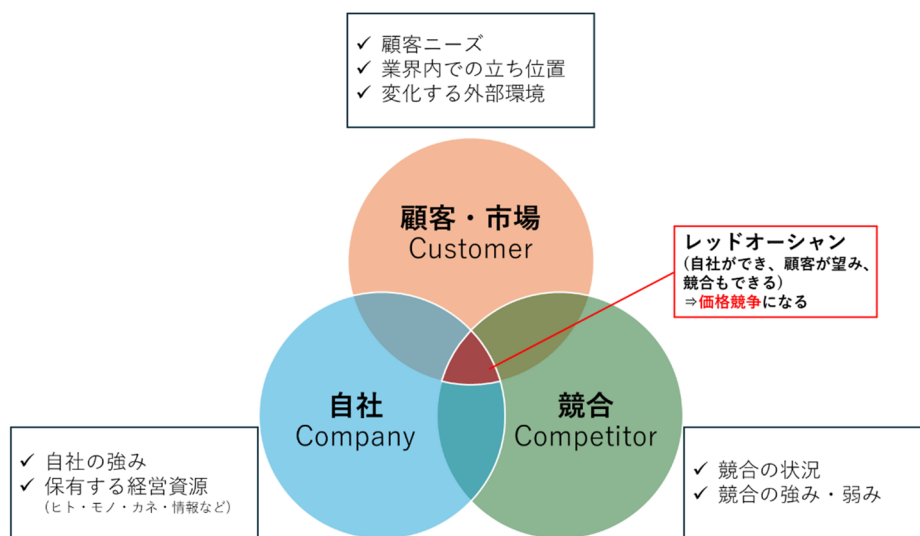 ✓ 顧客ニーズ
✓ 業界内での立ち位置
✓ 変化する外部環境
顧客・市場
Customer
レッドオーシャン
(自社ができ、顧客が望み、
競合もできる)
⇒価格競争になる
自社
Company
競合
Competitor
✓ 自社の強み
✓ 保有する経営資源
(ヒト・モノ・カネ・情報など)
✓ 競合の状況
✓ 競合の強み・弱み